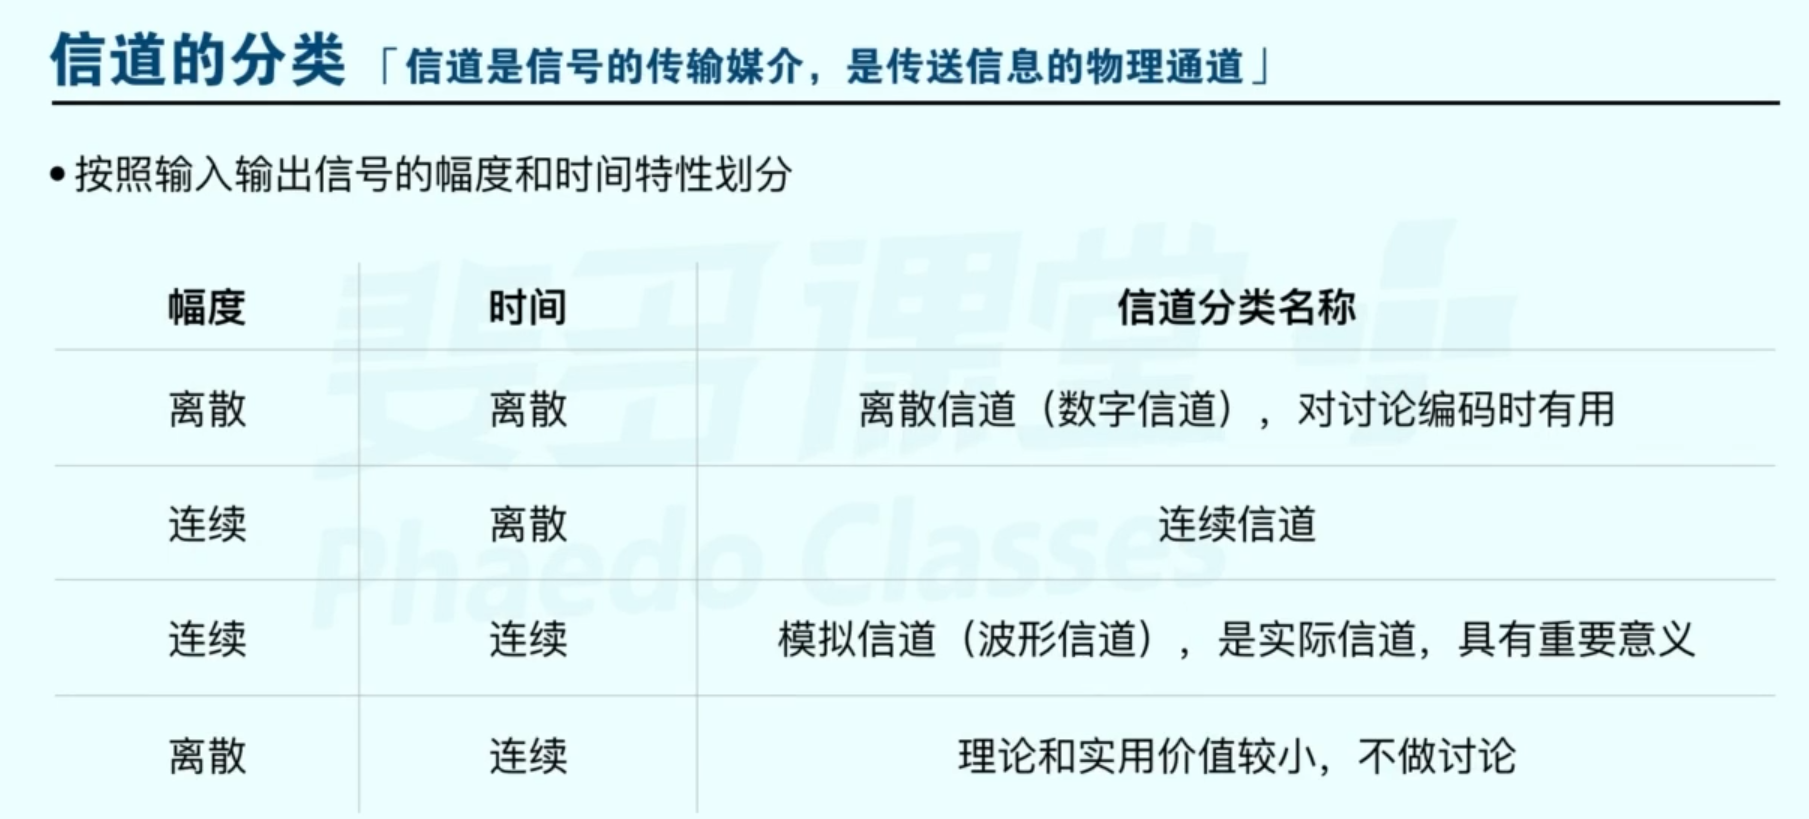 信道的分类「信道是信号的传输媒介，是传送信息的物理通道」
•按照输入输出信号的幅度和时间特性划分
幅度 时间 信道分类名称
离散 离散 离散信道（数字信道），对讨论编码时有用
连续 离散 连续信道
连续 连续 模拟信道（波形信道），是实际信道，具有重要意义
离散 连续 理论和实用价值较小，不做讨论
斐多课堂
Phaedo Classes